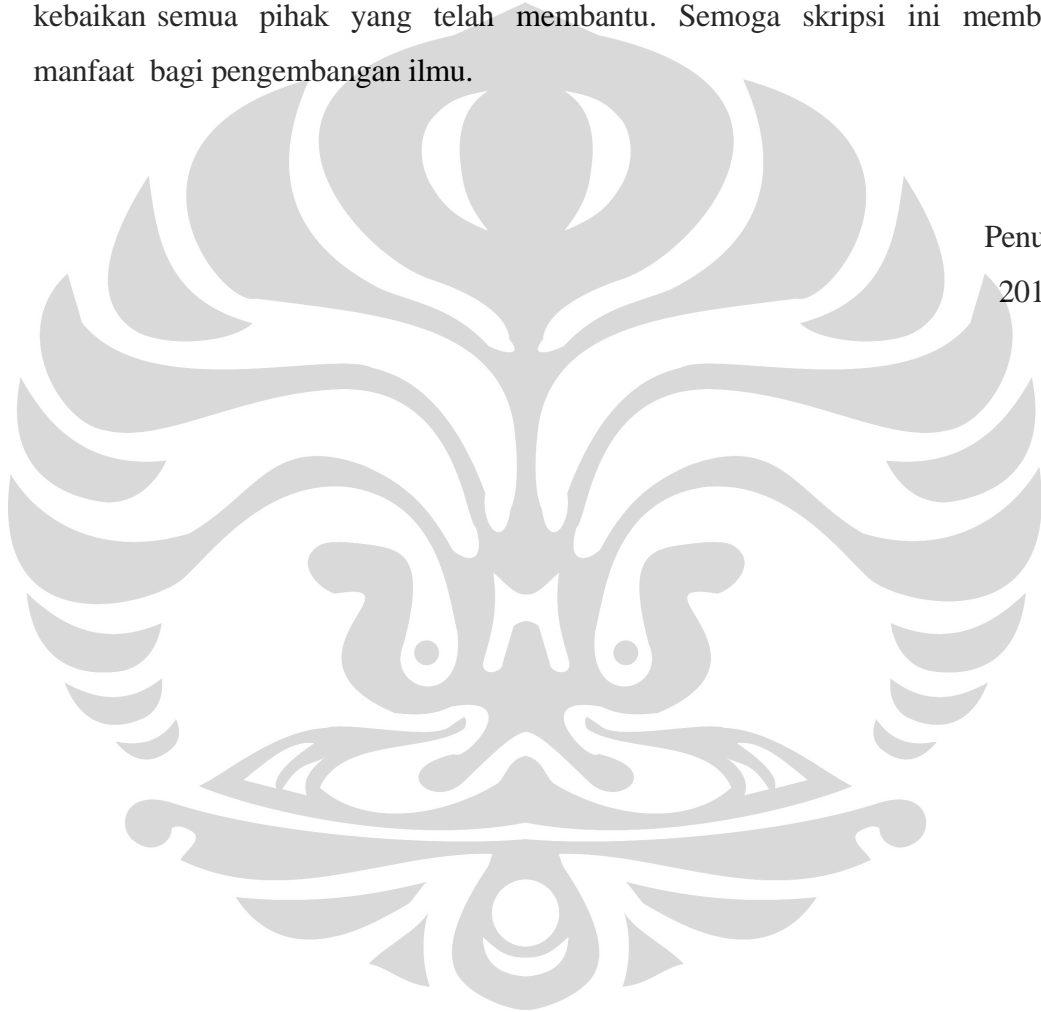 kebaikan semua pihak yang telah membantu. Semoga skripsi ini memb
manfaat bagi pengembangan ilmu.
Penu
201